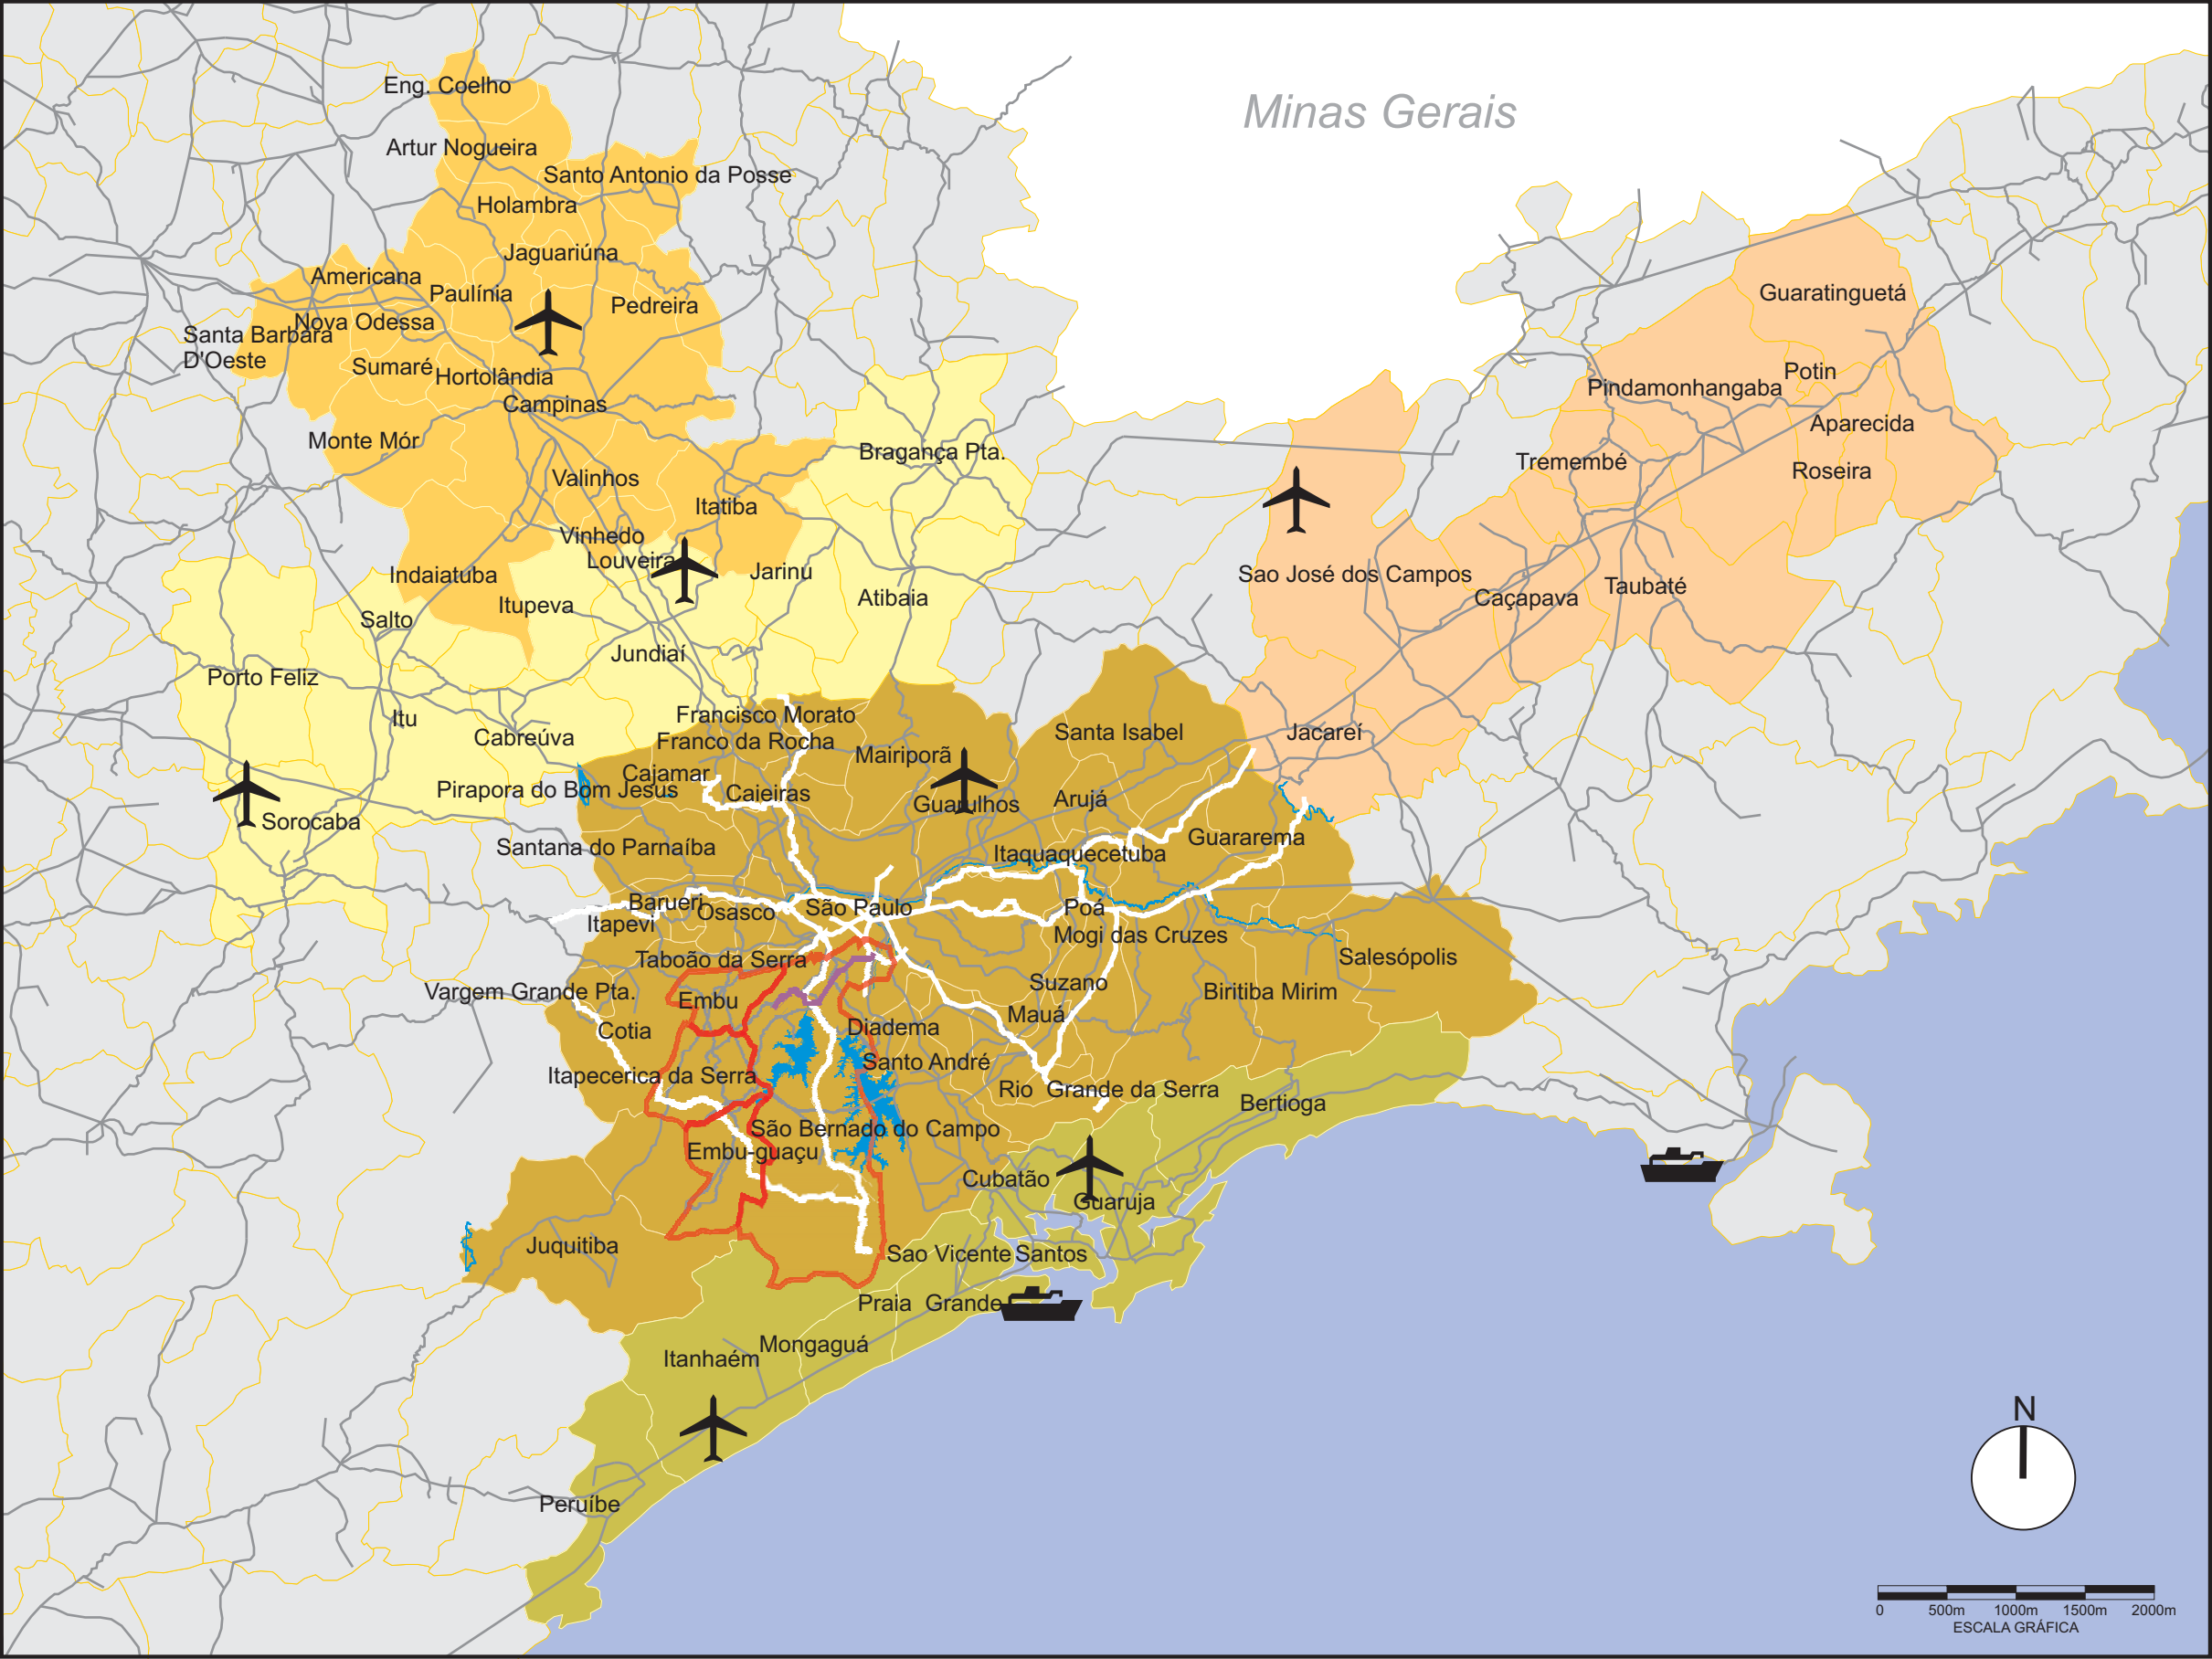 Minas Gerais
Eng. Coelho
Artur Nogueira
Santo Antonio da Posse
Holambra
Jaguariúna
Americana
Paulínia
Pedreira
Guaratinguetá
Nova Odessa
Santa Barbara
D'Oeste
Sumaré
Hortolândia
Campinas
Potin
Pindamonhangaba
Aparecida
Monte Mór
Bragança Pta.
Tremembé
Roseira
Valinhos
Itatiba
Vinhedo
Louveira
Jarinu
Indaiatuba
Itupeva
Atibaia
Sao José dos Campos
Caçapava
Taubaté
Salto
Jundiaí
Porto Feliz
Itu
Cabreúva
Francisco Morato
Franco da Rocha
Mairiporã
Santa Isabel
Jacareí
Cajamar
Pirapora do Bom Jesus
Caieiras
Guarulhos
Arujá
Sorocaba
Santana do Parnaíba
Itaquaquecetuba
Guararema
Barueri
Osasco
São Paulo
Poá
Itapevi
Mogi das Cruzes
Taboão da Serra
Salesópolis
Vargem Grande Pta.
Embu
Suzano
Biritiba Mirim
Cotia
Diadema
Mauá
Santo André
Itapecerica da Serra
Rio Grande da Serra
Bertioga
São Bernado do Campo
Embu-guaçu
Cubatão
Guaruja
Juquitiba
Sao Vicente
Santos
Praia Grande
Mongaguá
Itanhaém
Peruíbe
N
0 500m 1000m 1500m 2000m
ESCALA GRÁFICA